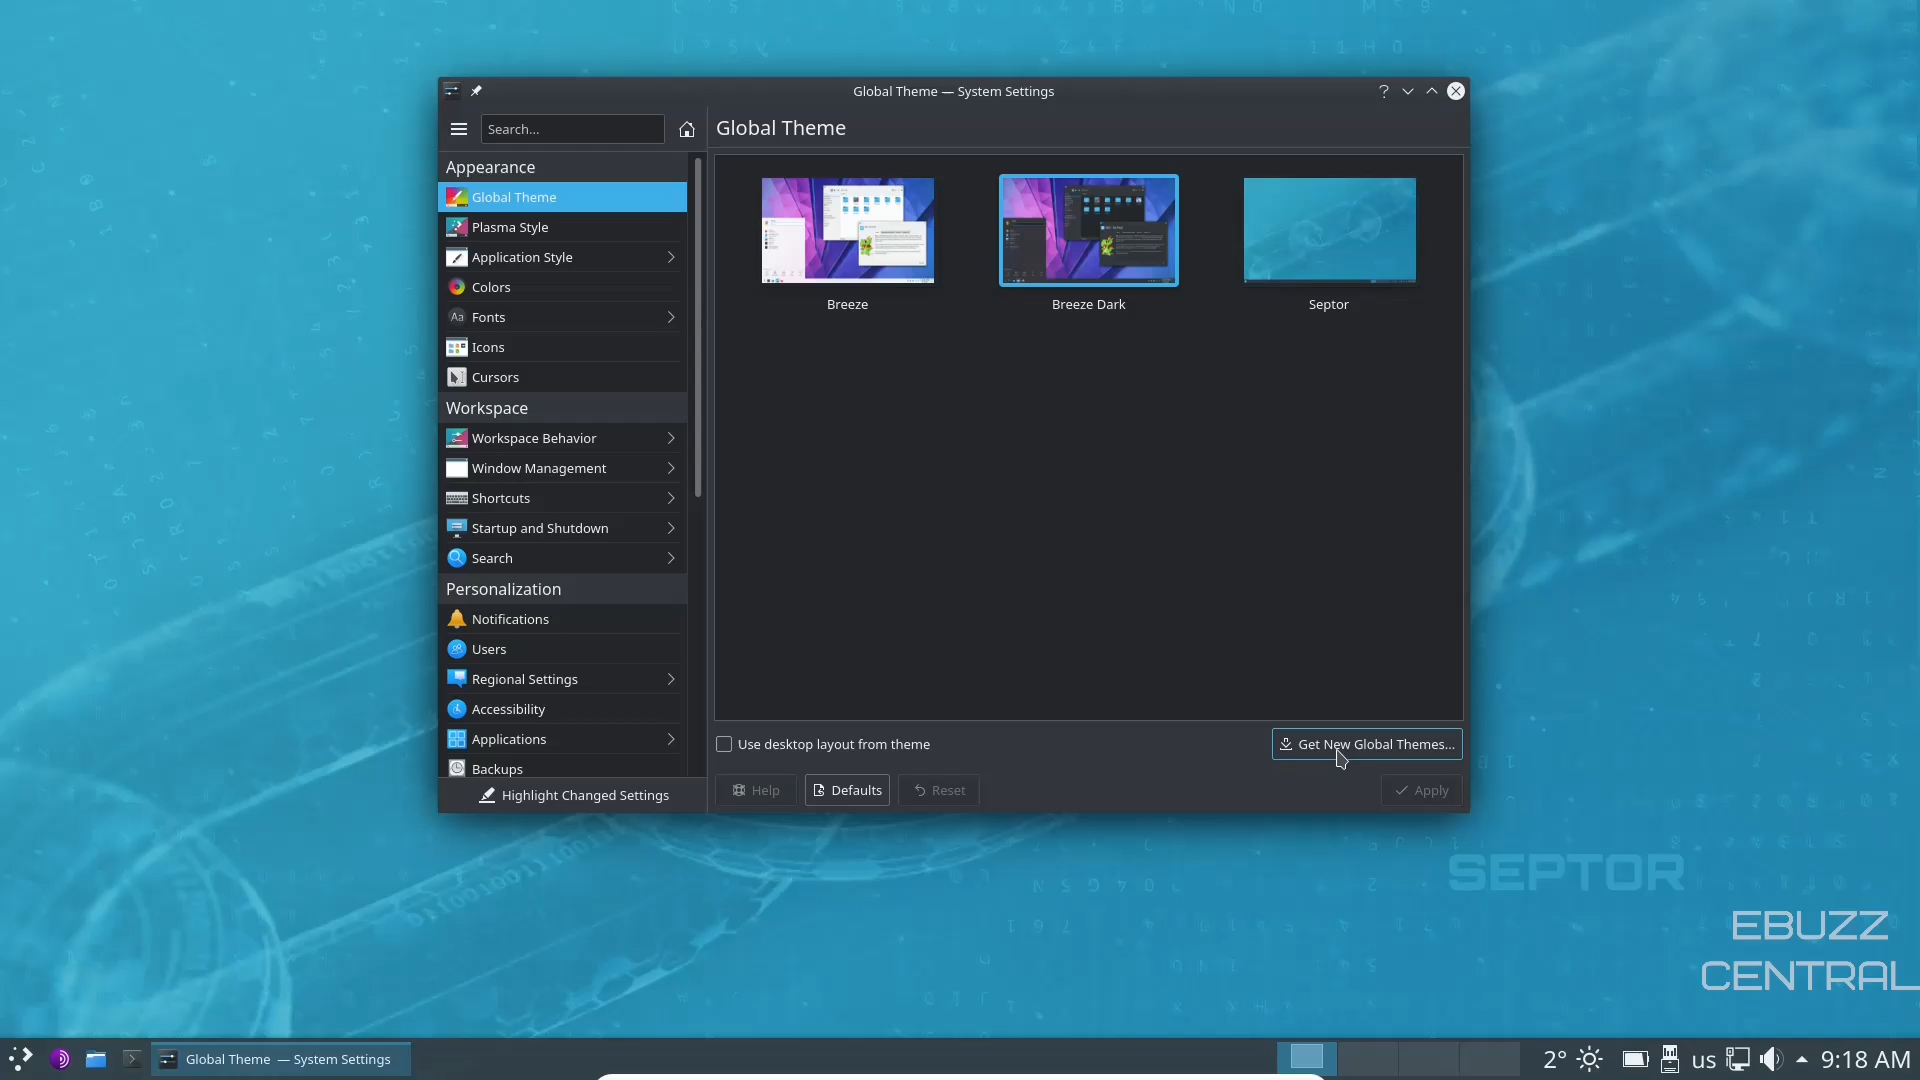 Global Theme — System Settings
Search...
Global Theme
Appearance
Global Theme
Plasma Style
Application Style
Colors
Aa Fonts
Icons
Cursors
Workspace
Workspace Behavior
Window Management
Shortcuts
Startup and Shutdown
Search
Personalization
Notifications
Users
Regional Settings
Accessibility
Applications
Backups
Highlight Changed Settings
Breeze
Breeze Dark
Septor
Use desktop layout from theme
Get New Global Themes...
Help
Defaults
Reset
Apply
SEPTOR
EBUZZ
CENTRAL
Global Theme — System Settings
2°
us
9:18 AM